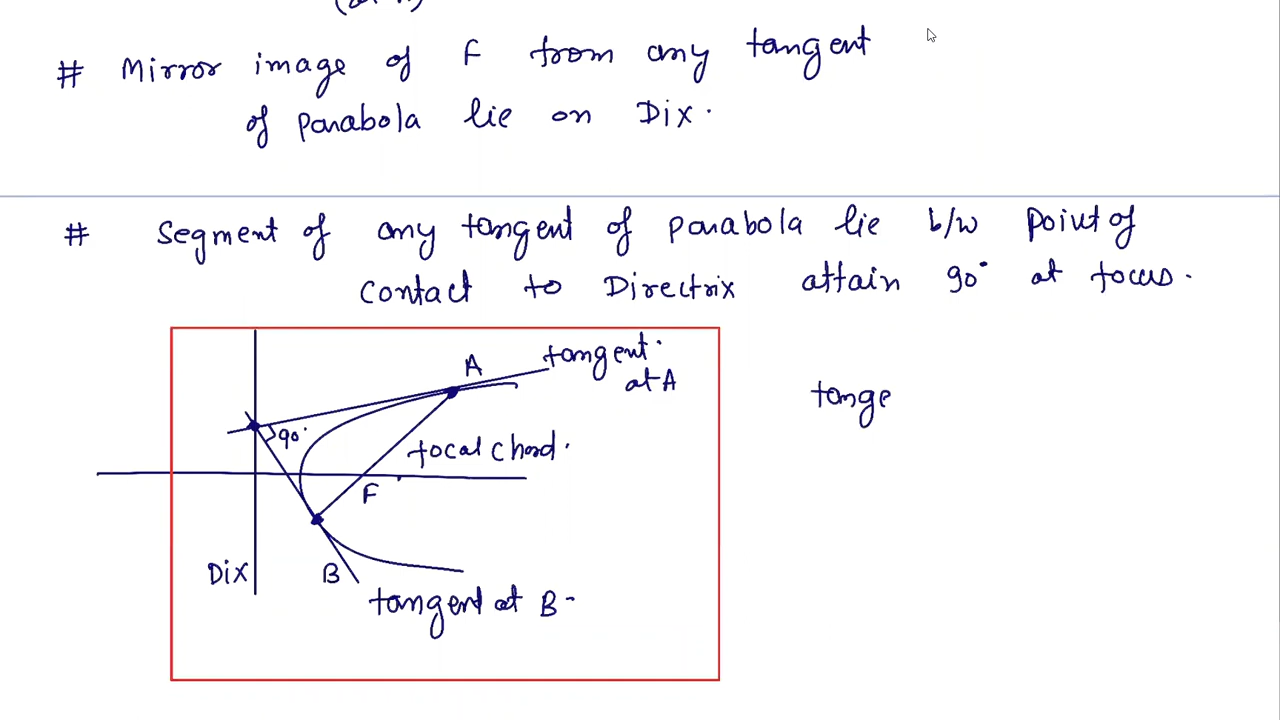 # Mirror image of F from any tangent
of parabola lie on Dix.
# Segment of any tangent of parabola lie b/w Point of
Contact to Directrix attain 90° at focus.
A
tangent
at A
tange
90°
focal chord.
F
Dix
B
tangent at B